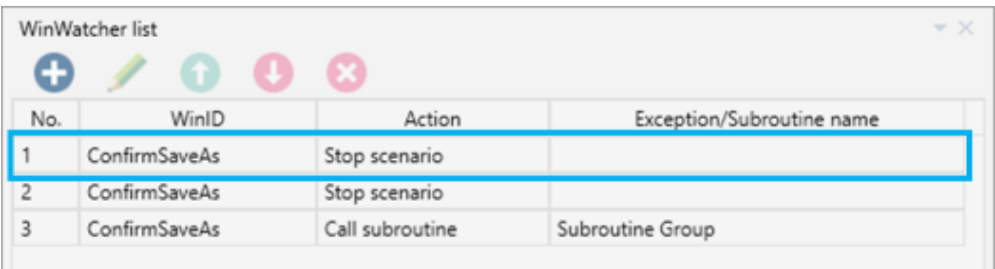 WinWatcher list
No. WinID Action Exception/Subroutine name
1 ConfirmSaveAs Stop scenario
2 ConfirmSaveAs Stop scenario
3 ConfirmSaveAs Call subroutine Subroutine Group